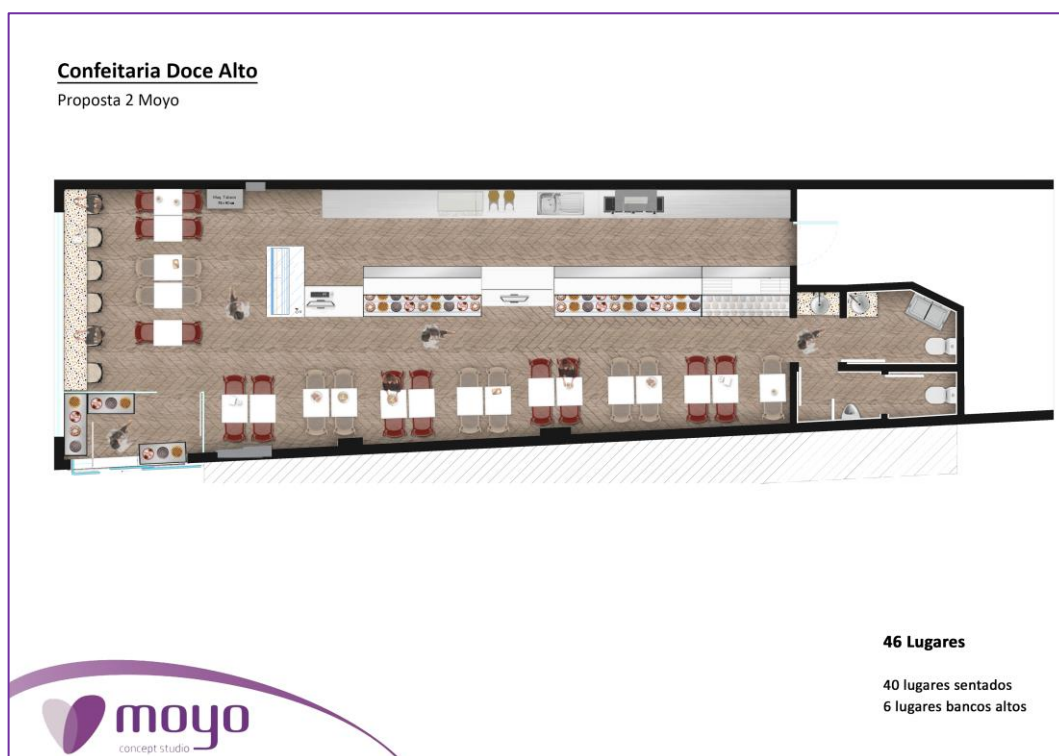 Confeitaria Doce Alto
Proposta 2 Moyo
46 Lugares
40 lugares sentados
6 lugares bancos altos
moyo
concept studio